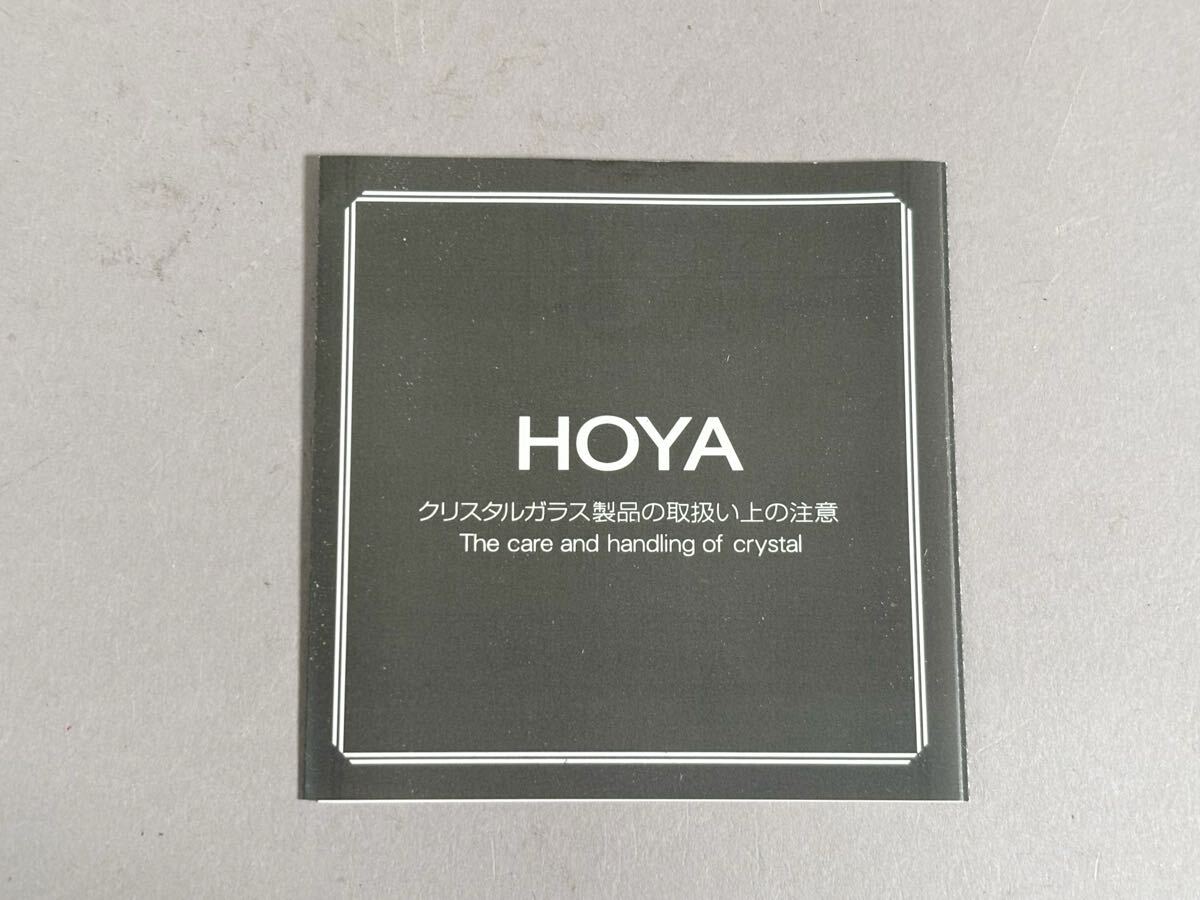 HOYA
クリスタルガラス製品の取扱い上の注意
The care and handling of crystal